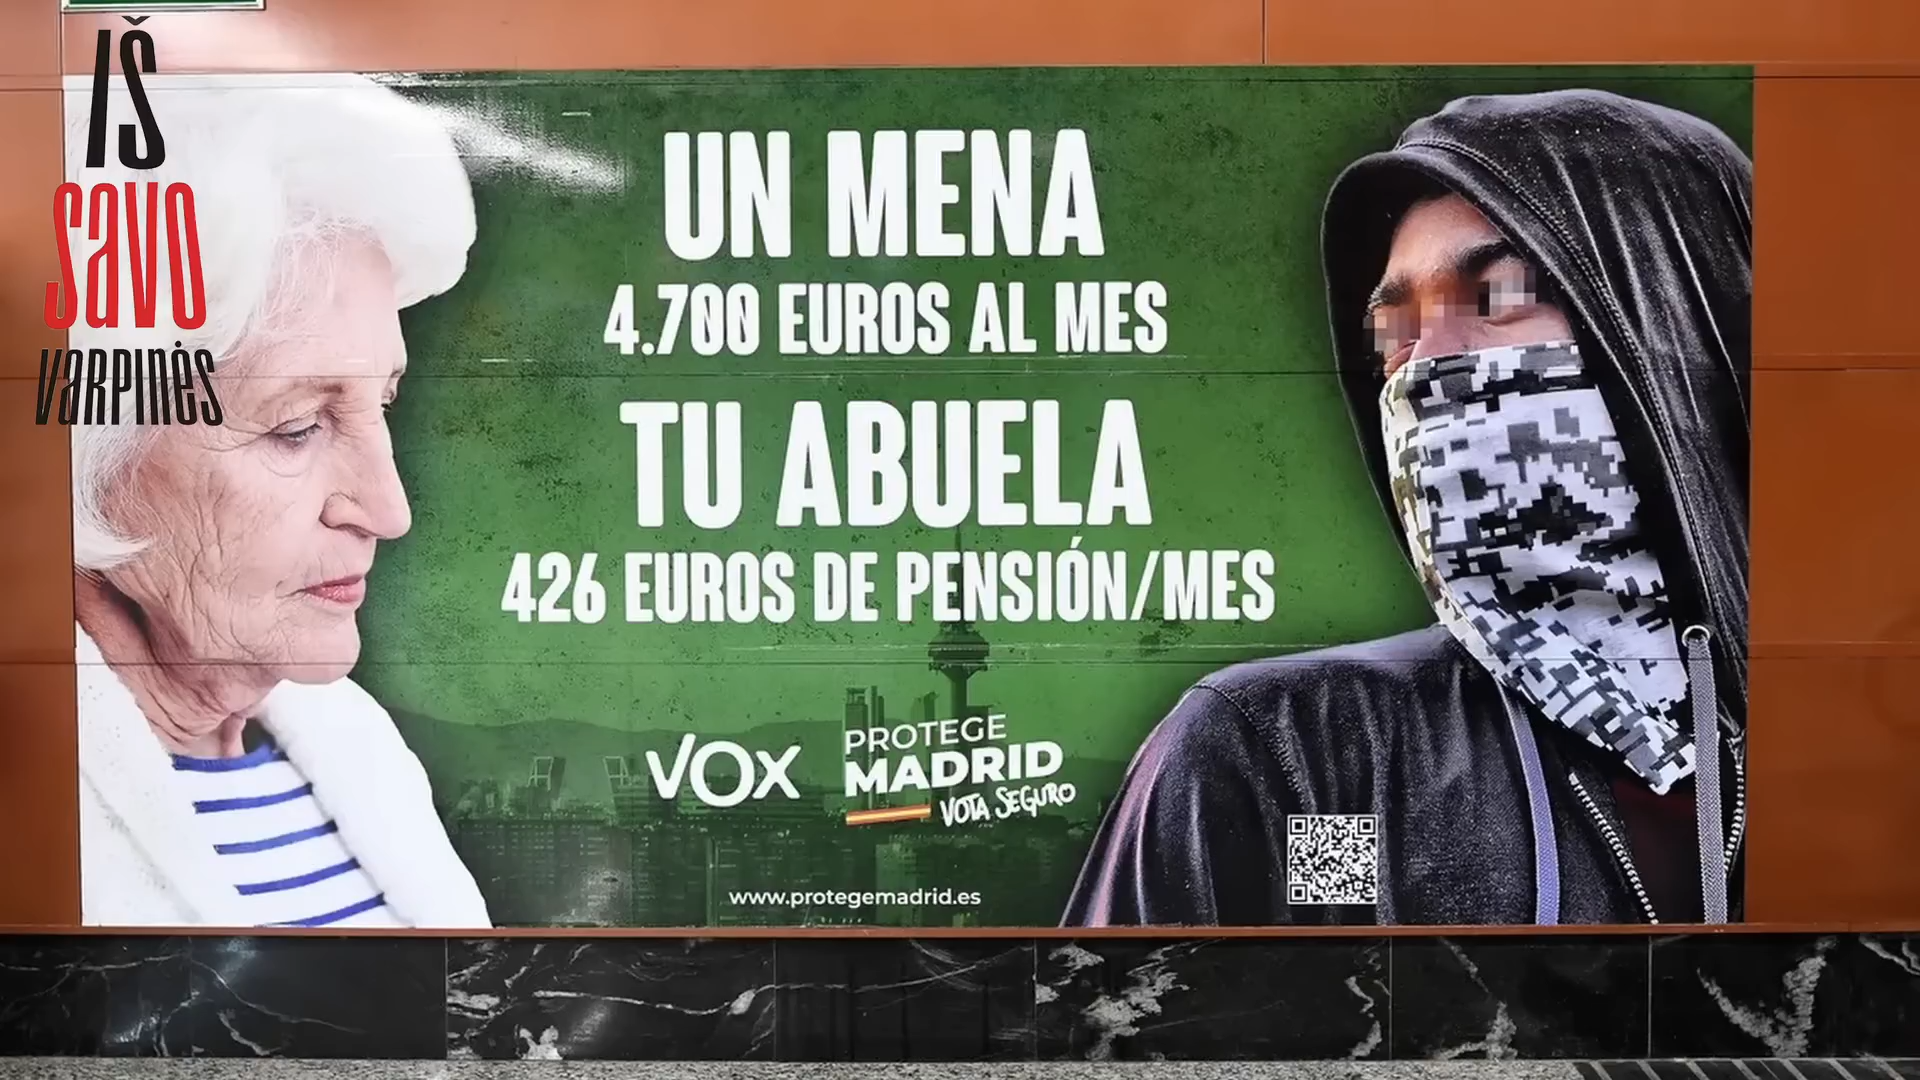 IŠ
SAVO
VARPINĖS
UN MENA
4.700 EUROS AL MES
TU ABUELA
426 EUROS DE PENSIÓN/MES
VOX
PROTEGE
MADRID
VOTA SEGURO
www.protegemadrid.es